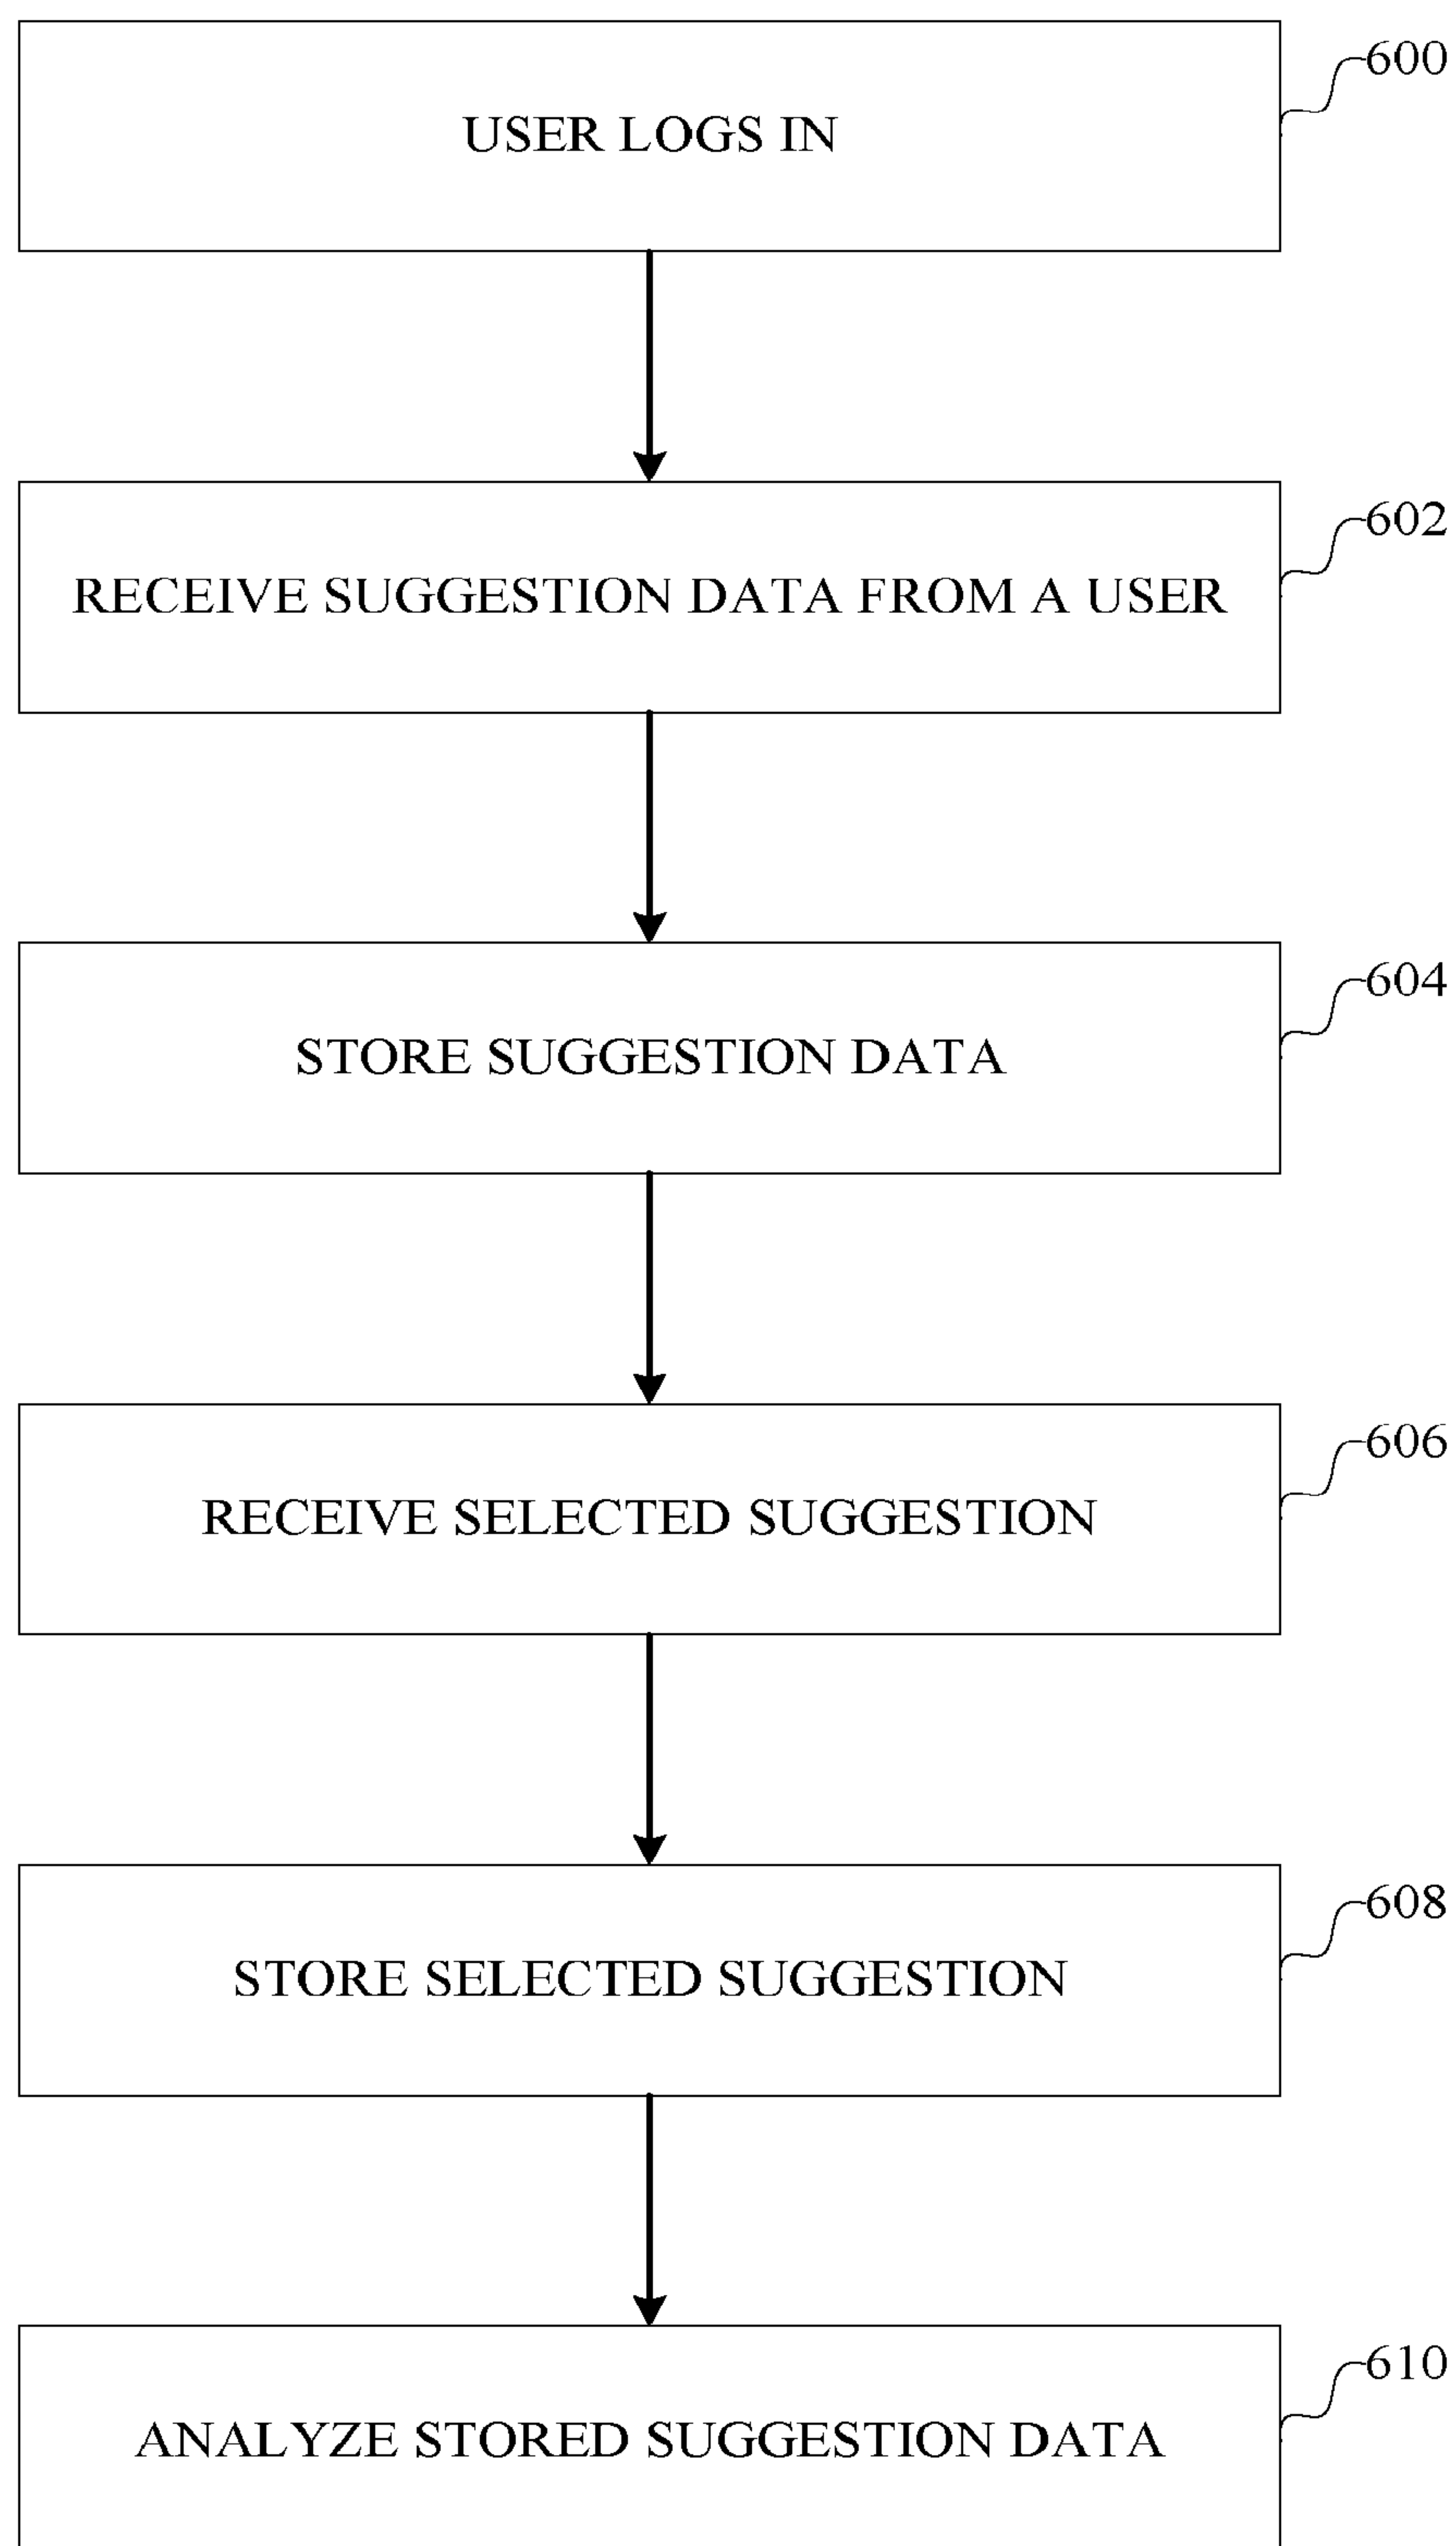 600
USER LOGS IN
602
RECEIVE SUGGESTION DATA FROM A USER
604
STORE SUGGESTION DATA
606
RECEIVE SELECTED SUGGESTION
608
STORE SELECTED SUGGESTION
610
ANALYZE STORED SUGGESTION DATA